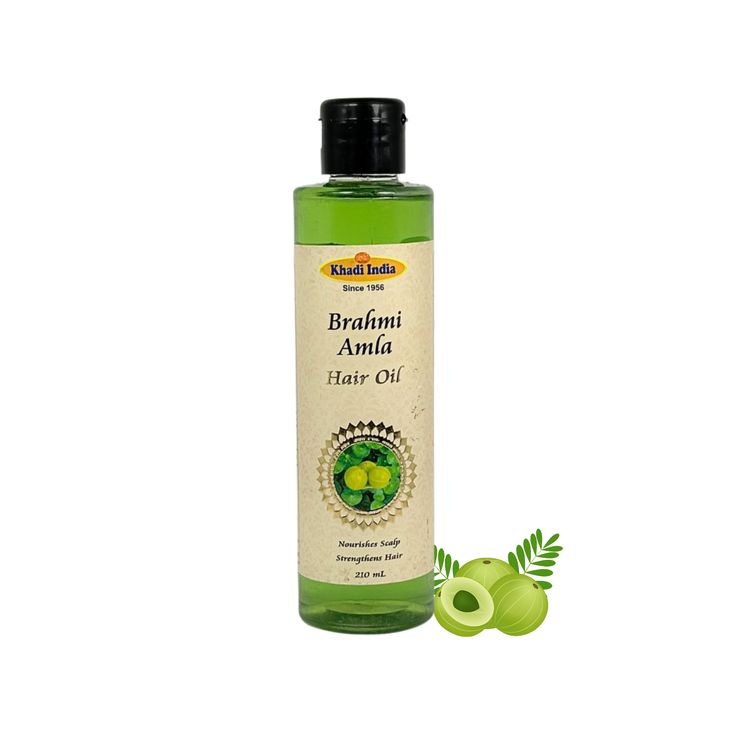 Khadi India
Since 1956
Brahmi
Amla
Hair Oil
Nourishes Scalp
Strengthens Hair
210 mL